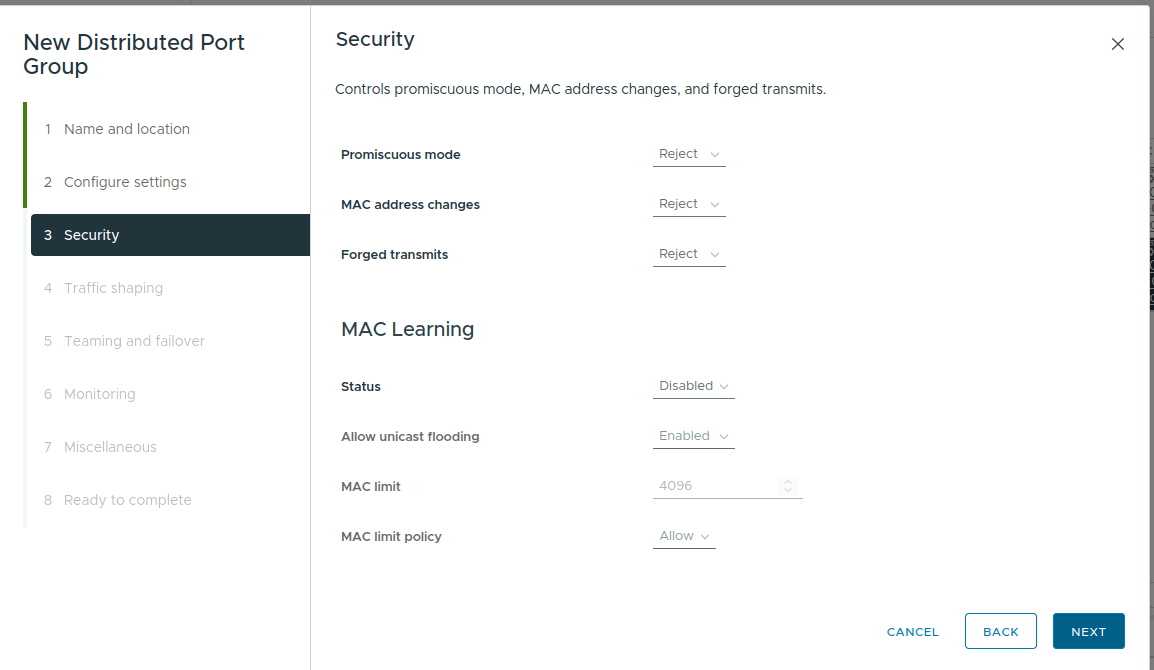 New Distributed Port
Group
1 Name and location
2 Configure settings
3 Security
4 Traffic shaping
5 Teaming and failover
6 Monitoring
7 Miscellaneous
8 Ready to complete
Security
Controls promiscuous mode, MAC address changes, and forged transmits.
Promiscuous mode Reject
MAC address changes Reject
Forged transmits Reject
MAC Learning
Status Disabled
Allow unicast flooding Enabled
MAC limit 4096
MAC limit policy Allow
CANCEL BACK NEXT